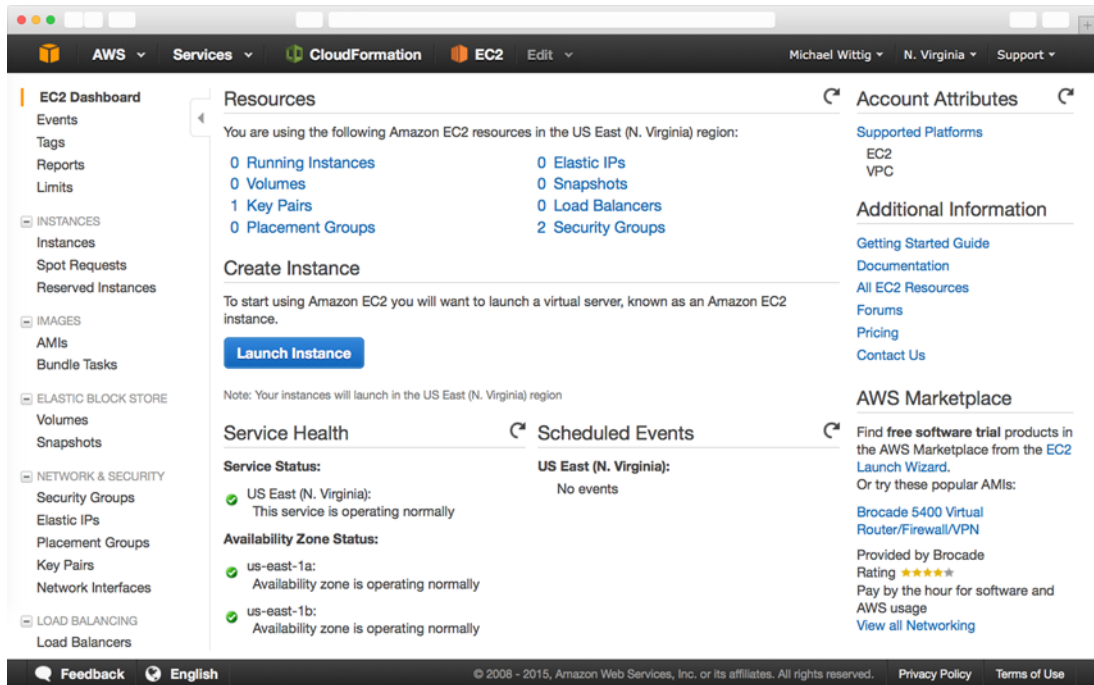 AWS Services CloudFormation EC2 Edit Michael Wittig N. Virginia Support
EC2 Dashboard
Events
Tags
Reports
Limits
INSTANCES
Instances
Spot Requests
Reserved Instances
IMAGES
AMIs
Bundle Tasks
ELASTIC BLOCK STORE
Volumes
Snapshots
NETWORK & SECURITY
Security Groups
Elastic IPs
Placement Groups
Key Pairs
Network Interfaces
LOAD BALANCING
Load Balancers
Resources
You are using the following Amazon EC2 resources in the US East (N. Virginia) region:
0 Running Instances
0 Volumes
1 Key Pairs
0 Placement Groups
0 Elastic IPs
0 Snapshots
0 Load Balancers
2 Security Groups
Create Instance
To start using Amazon EC2 you will want to launch a virtual server, known as an Amazon EC2
instance.
Launch Instance
Note: Your instances will launch in the US East (N. Virginia) region
Service Health
Service Status:
US East (N. Virginia):
This service is operating normally
Availability Zone Status:
us-east-1a:
Availability zone is operating normally
us-east-1b:
Availability zone is operating normally
Scheduled Events
US East (N. Virginia):
No events
Account Attributes
Supported Platforms
EC2
VPC
Additional Information
Getting Started Guide
Documentation
All EC2 Resources
Forums
Pricing
Contact Us
AWS Marketplace
Find free software trial products in
the AWS Marketplace from the EC2
Launch Wizard.
Or try these popular AMIs:
Brocade 5400 Virtual
Router/Firewall/VPN
Provided by Brocade
Rating
Pay by the hour for software and
AWS usage
View all Networking
Feedback English © 2008 - 2015, Amazon Web Services, Inc. or its affiliates. All rights reserved. Privacy Policy Terms of Use